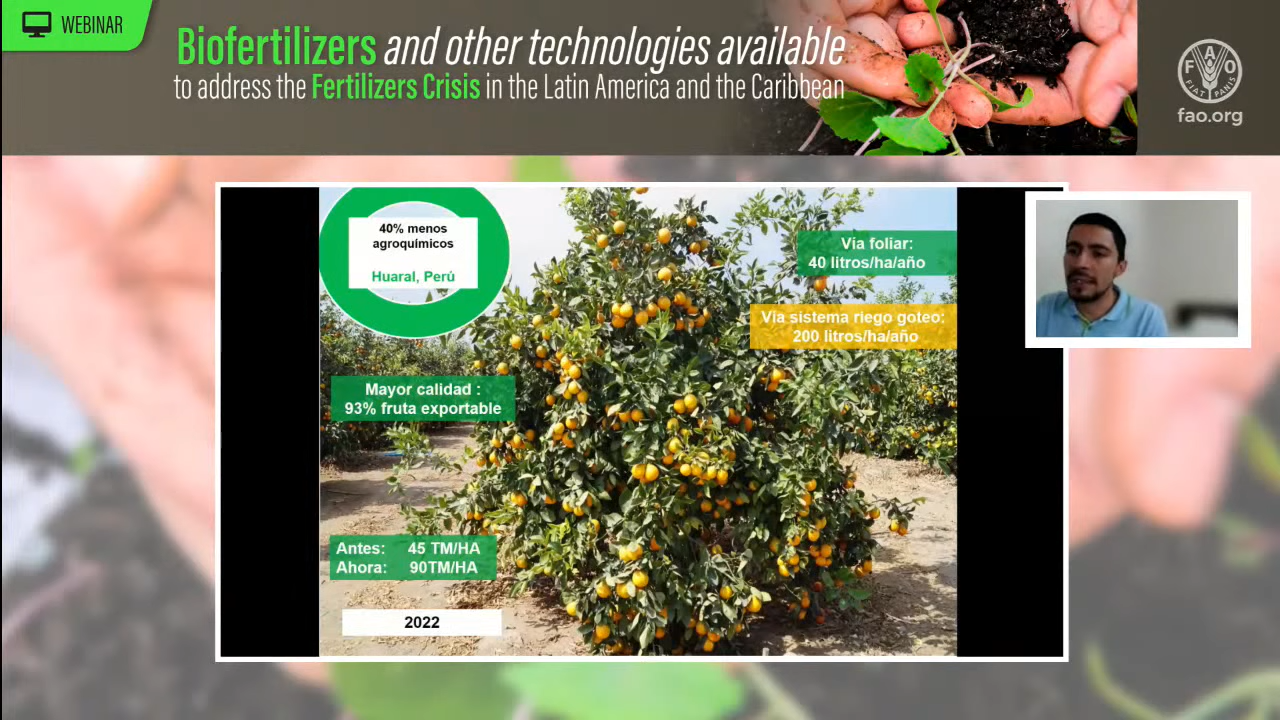 WEBINAR
Biofertilizers and other technologies available
to address the Fertilizers Crisis in the Latin America and the Caribbean
F A O
FIAT PANIS
fao.org
40% menos
agroquímicos
Huaral, Perú
Vía foliar:
40 litros/ha/año
Vía sistema riego goteo:
200 litros/ha/año
Mayor calidad :
93% fruta exportable
Antes: 45 TM/HA
Ahora: 90TM/HA
2022